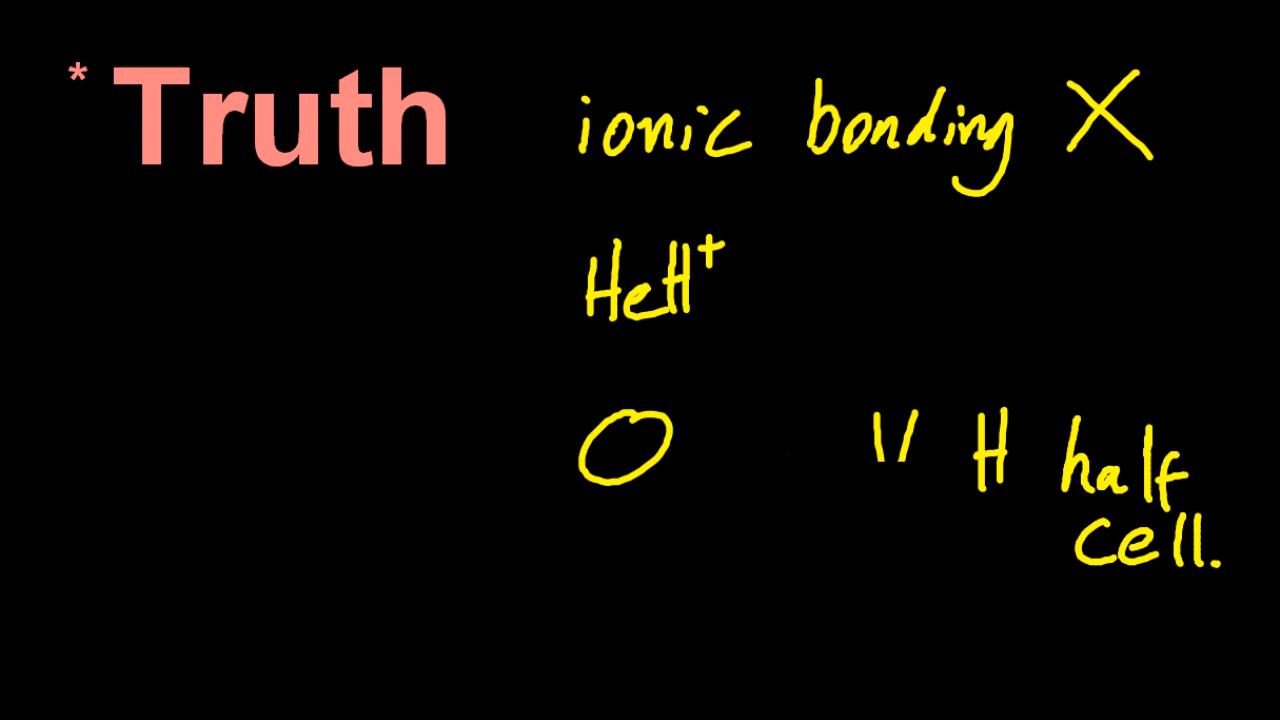 * Truth
ionic bonding X
HeH⁺
O " H half
cell.